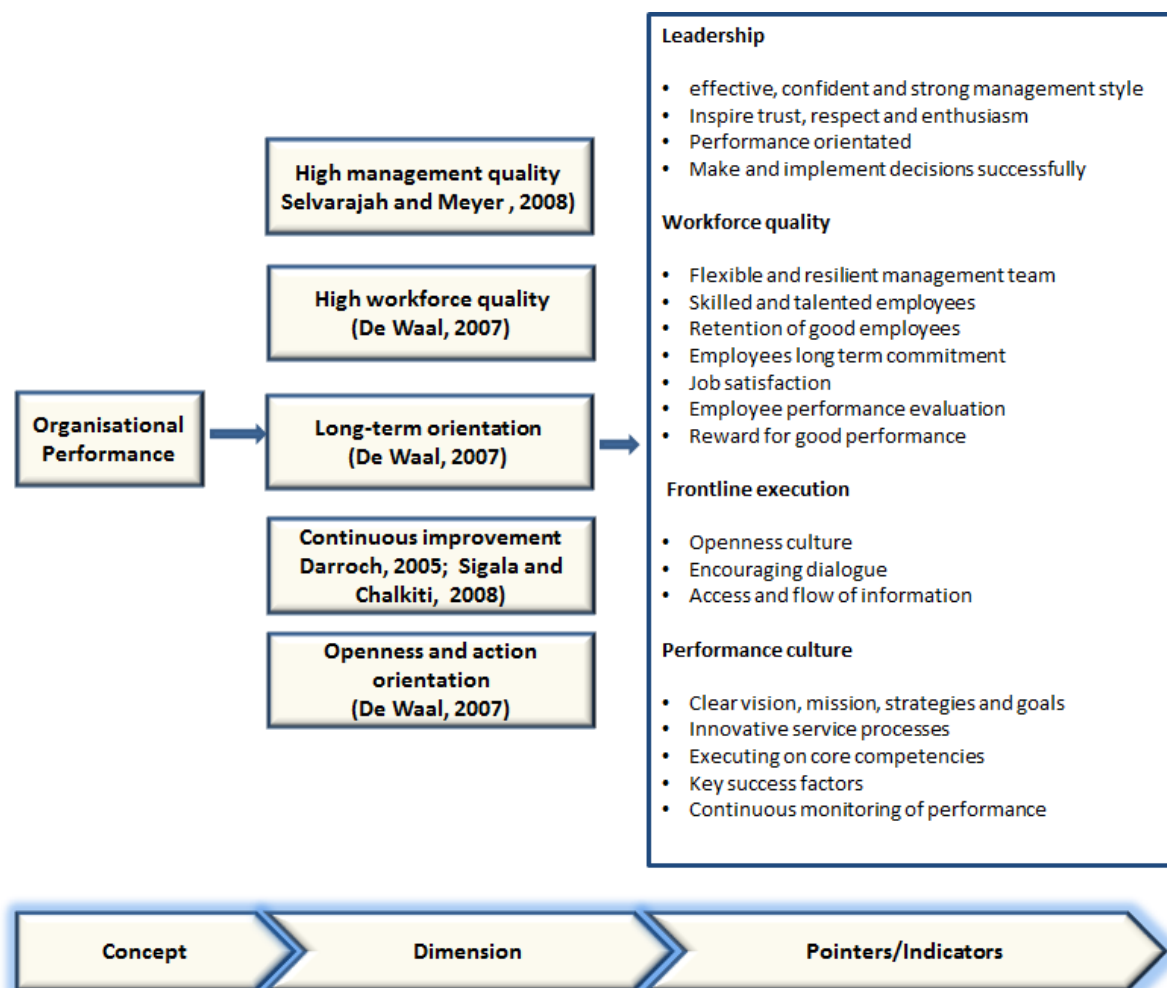 Organisational
Performance
High management quality
Selvarajah and Meyer , 2008)
High workforce quality
(De Waal, 2007)
Long-term orientation
(De Waal, 2007)
Continuous improvement
Darroch, 2005; Sigala and
Chalkiti, 2008)
Openness and action
orientation
(De Waal, 2007)
Leadership
• effective, confident and strong management style
• Inspire trust, respect and enthusiasm
• Performance orientated
• Make and implement decisions successfully
Workforce quality
• Flexible and resilient management team
• Skilled and talented employees
• Retention of good employees
• Employees long term commitment
• Job satisfaction
• Employee performance evaluation
• Reward for good performance
Frontline execution
• Openness culture
• Encouraging dialogue
• Access and flow of information
Performance culture
• Clear vision, mission, strategies and goals
• Innovative service processes
• Executing on core competencies
• Key success factors
• Continuous monitoring of performance
Concept
Dimension
Pointers/Indicators